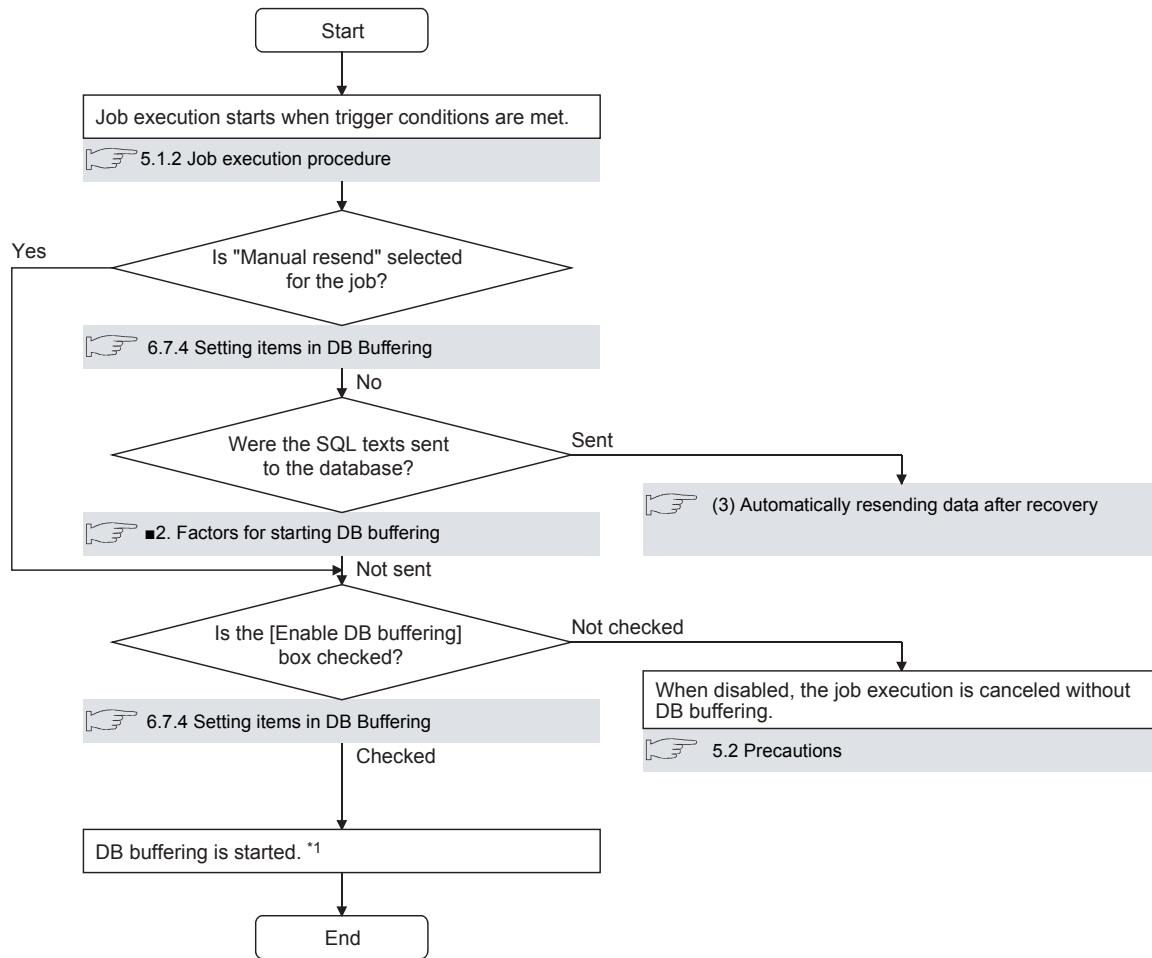 Start
Job execution starts when trigger conditions are met.
5.1.2 Job execution procedure
Yes
Is "Manual resend" selected
for the job?
6.7.4 Setting items in DB Buffering
No
Were the SQL texts sent
to the database?
Sent
(3) Automatically resending data after recovery
■2. Factors for starting DB buffering
Not sent
Is the [Enable DB buffering]
box checked?
Not checked
When disabled, the job execution is canceled without
DB buffering.
5.2 Precautions
6.7.4 Setting items in DB Buffering
Checked
DB buffering is started. *1
End